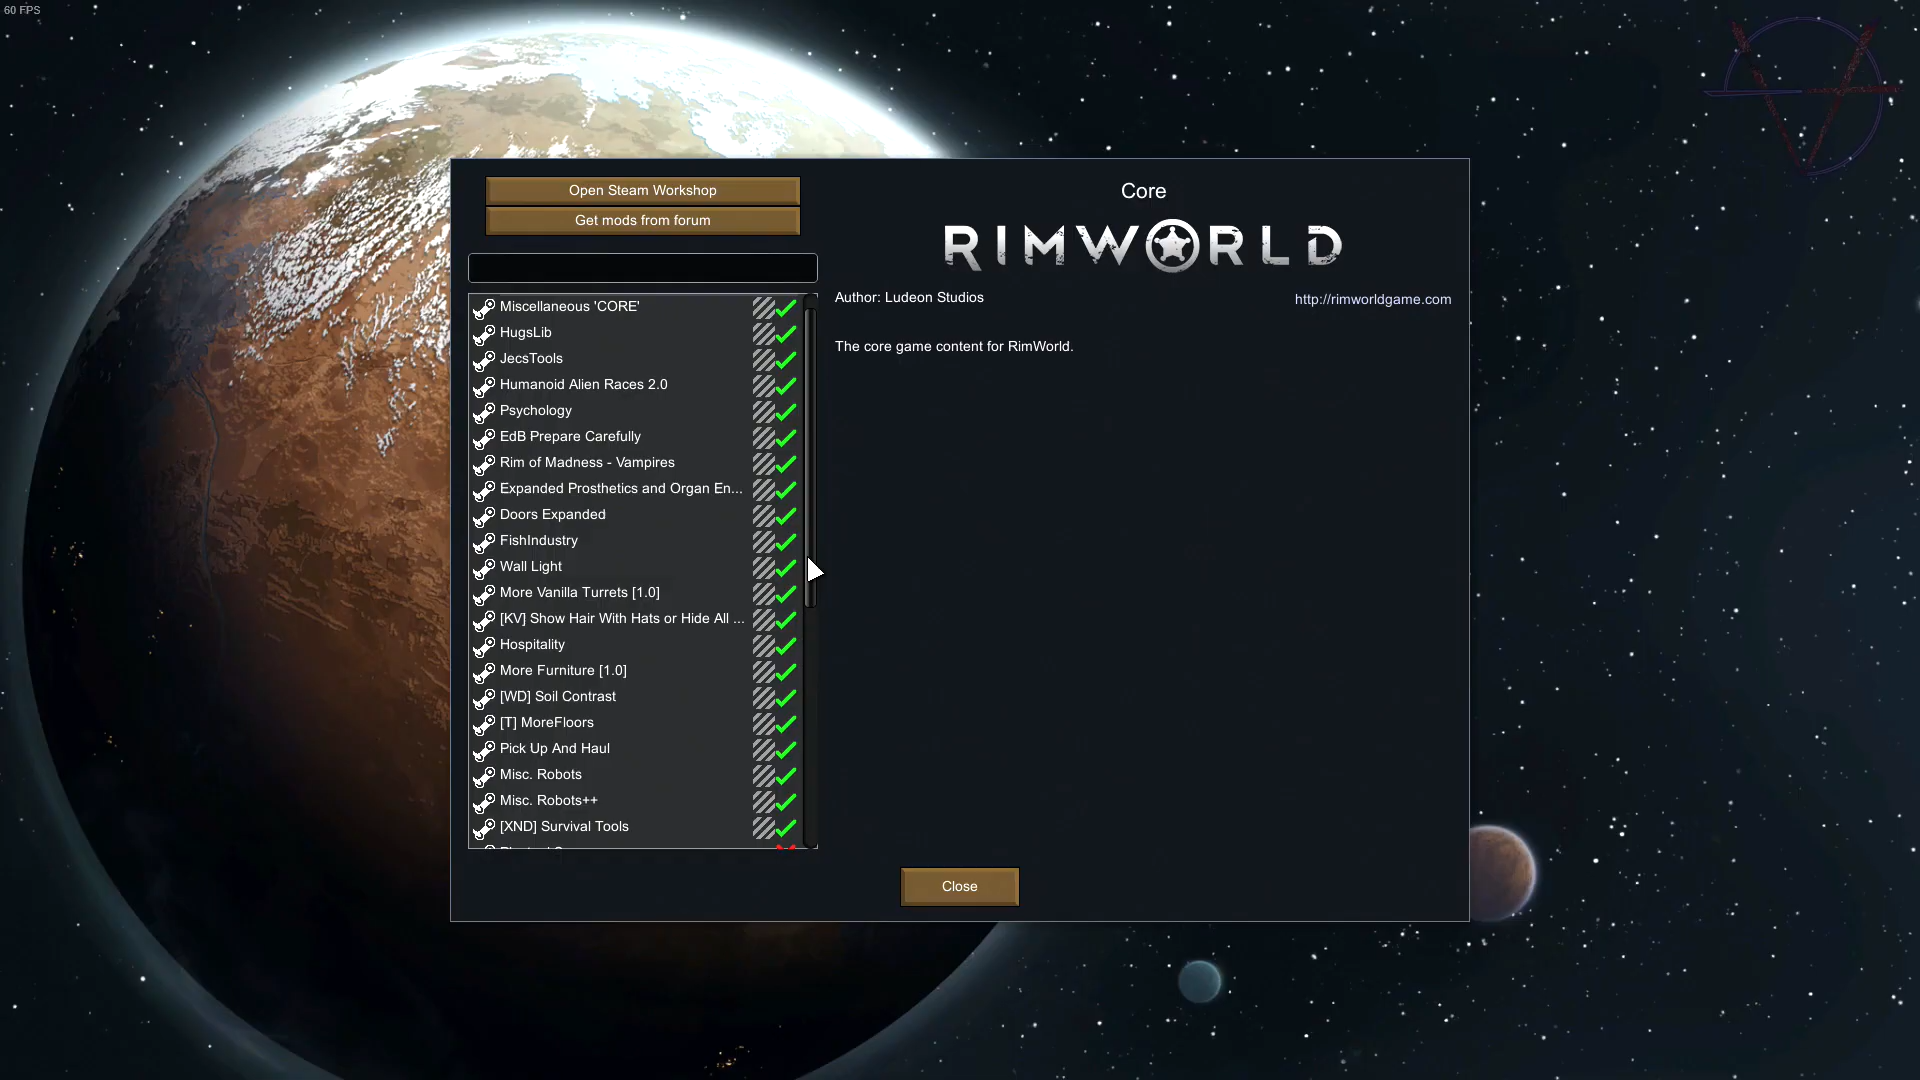 60 FPS
Open Steam Workshop
Get mods from forum
Miscellaneous 'CORE'
HugsLib
JecsTools
Humanoid Alien Races 2.0
Psychology
EdB Prepare Carefully
Rim of Madness - Vampires
Expanded Prosthetics and Organ En...
Doors Expanded
FishIndustry
Wall Light
More Vanilla Turrets [1.0]
[KV] Show Hair With Hats or Hide All ...
Hospitality
More Furniture [1.0]
[WD] Soil Contrast
[T] MoreFloors
Pick Up And Haul
Misc. Robots
Misc. Robots++
[XND] Survival Tools
Core
RIMWORLD
Author: Ludeon Studios
http://rimworldgame.com
The core game content for RimWorld.
Close